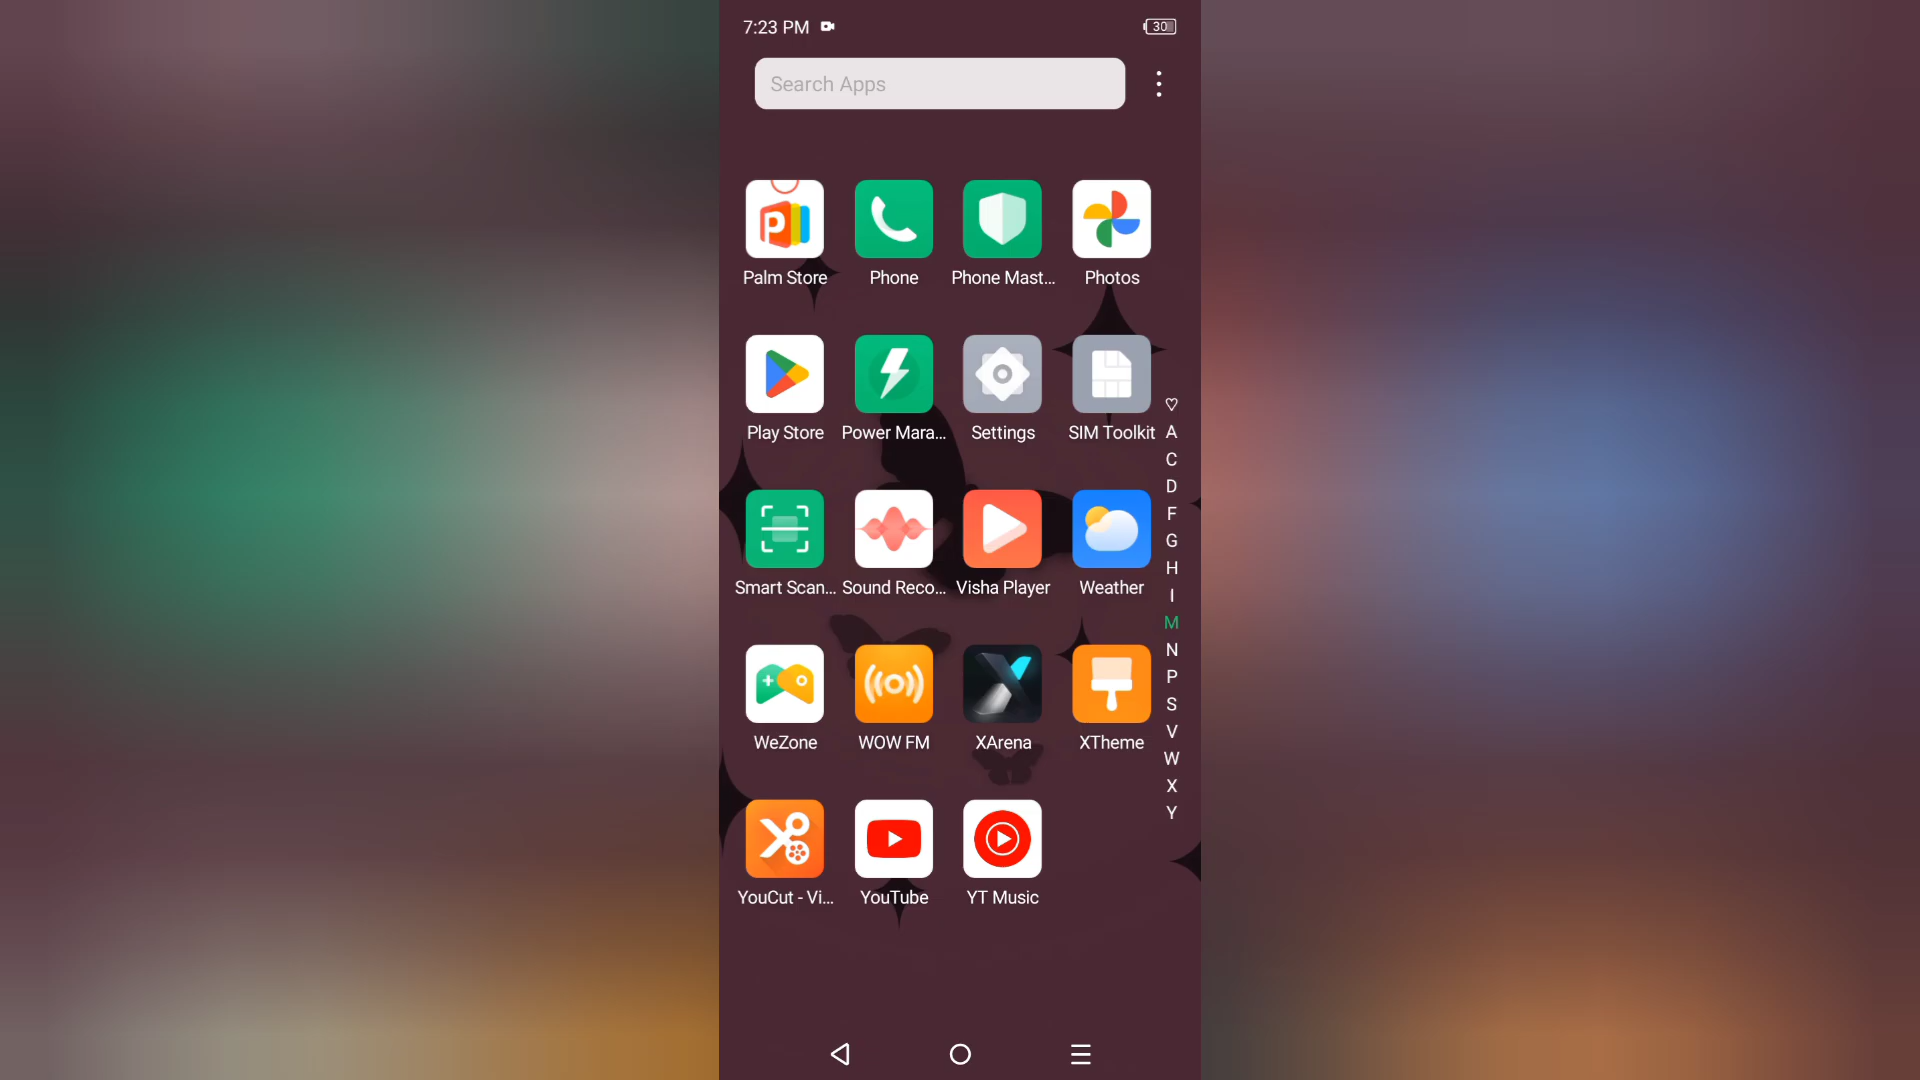 7:23 PM
30
Search Apps
Palm Store
Phone
Phone Mast...
Photos
Play Store
Power Mara...
Settings
SIM Toolkit
Smart Scan...
Sound Reco...
Visha Player
Weather
WeZone
WOW FM
XArena
XTheme
YouCut - Vi...
YouTube
YT Music
♡
A
C
D
F
G
H
I
M
N
P
S
V
W
X
Y